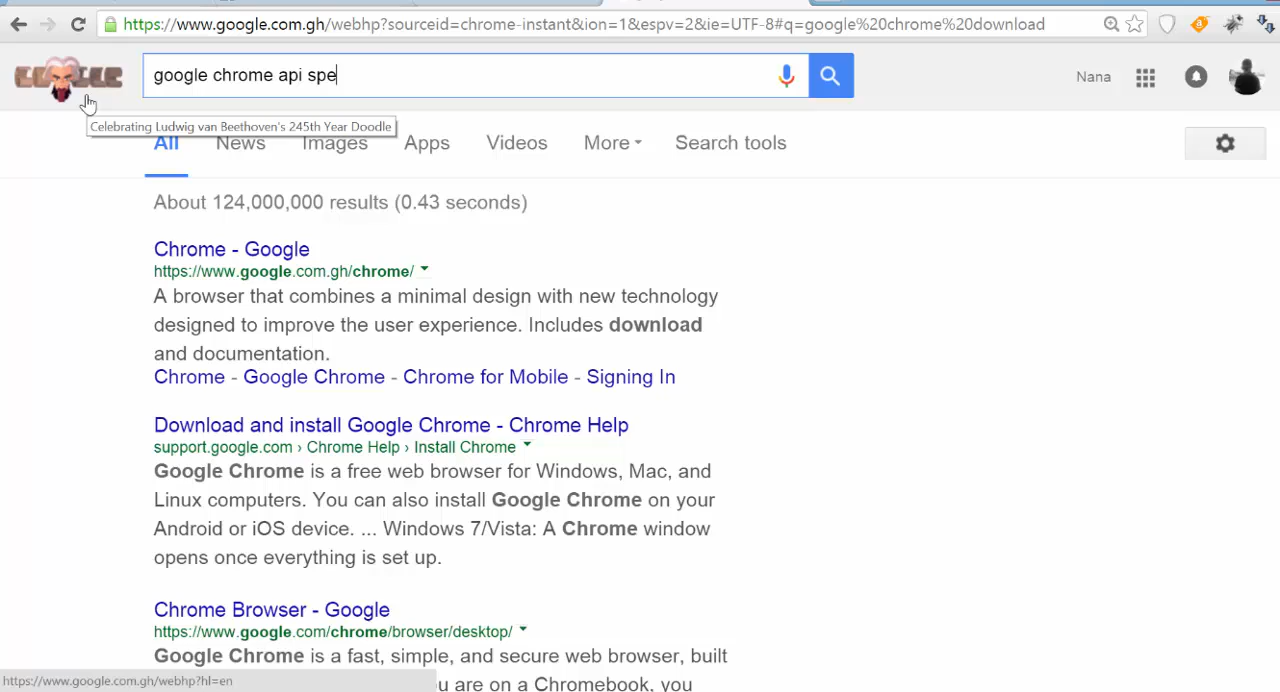 https://www.google.com.gh/webhp?sourceid=chrome-instant&ion=1&espv=2&ie=UTF-8#q=google%20chrome%20download
google chrome api spe
Nana
Celebrating Ludwig van Beethoven's 245th Year Doodle
All News Images Apps Videos More Search tools
About 124,000,000 results (0.43 seconds)
Chrome - Google
https://www.google.com.gh/chrome/
A browser that combines a minimal design with new technology
designed to improve the user experience. Includes download
and documentation.
Chrome - Google Chrome - Chrome for Mobile - Signing In
Download and install Google Chrome - Chrome Help
support.google.com › Chrome Help › Install Chrome
Google Chrome is a free web browser for Windows, Mac, and
Linux computers. You can also install Google Chrome on your
Android or iOS device. ... Windows 7/Vista: A Chrome window
opens once everything is set up.
Chrome Browser - Google
https://www.google.com/chrome/browser/desktop/
Google Chrome is a fast, simple, and secure web browser, built
https://www.google.com.gh/webhp?hl=en
u are on a Chromebook, you